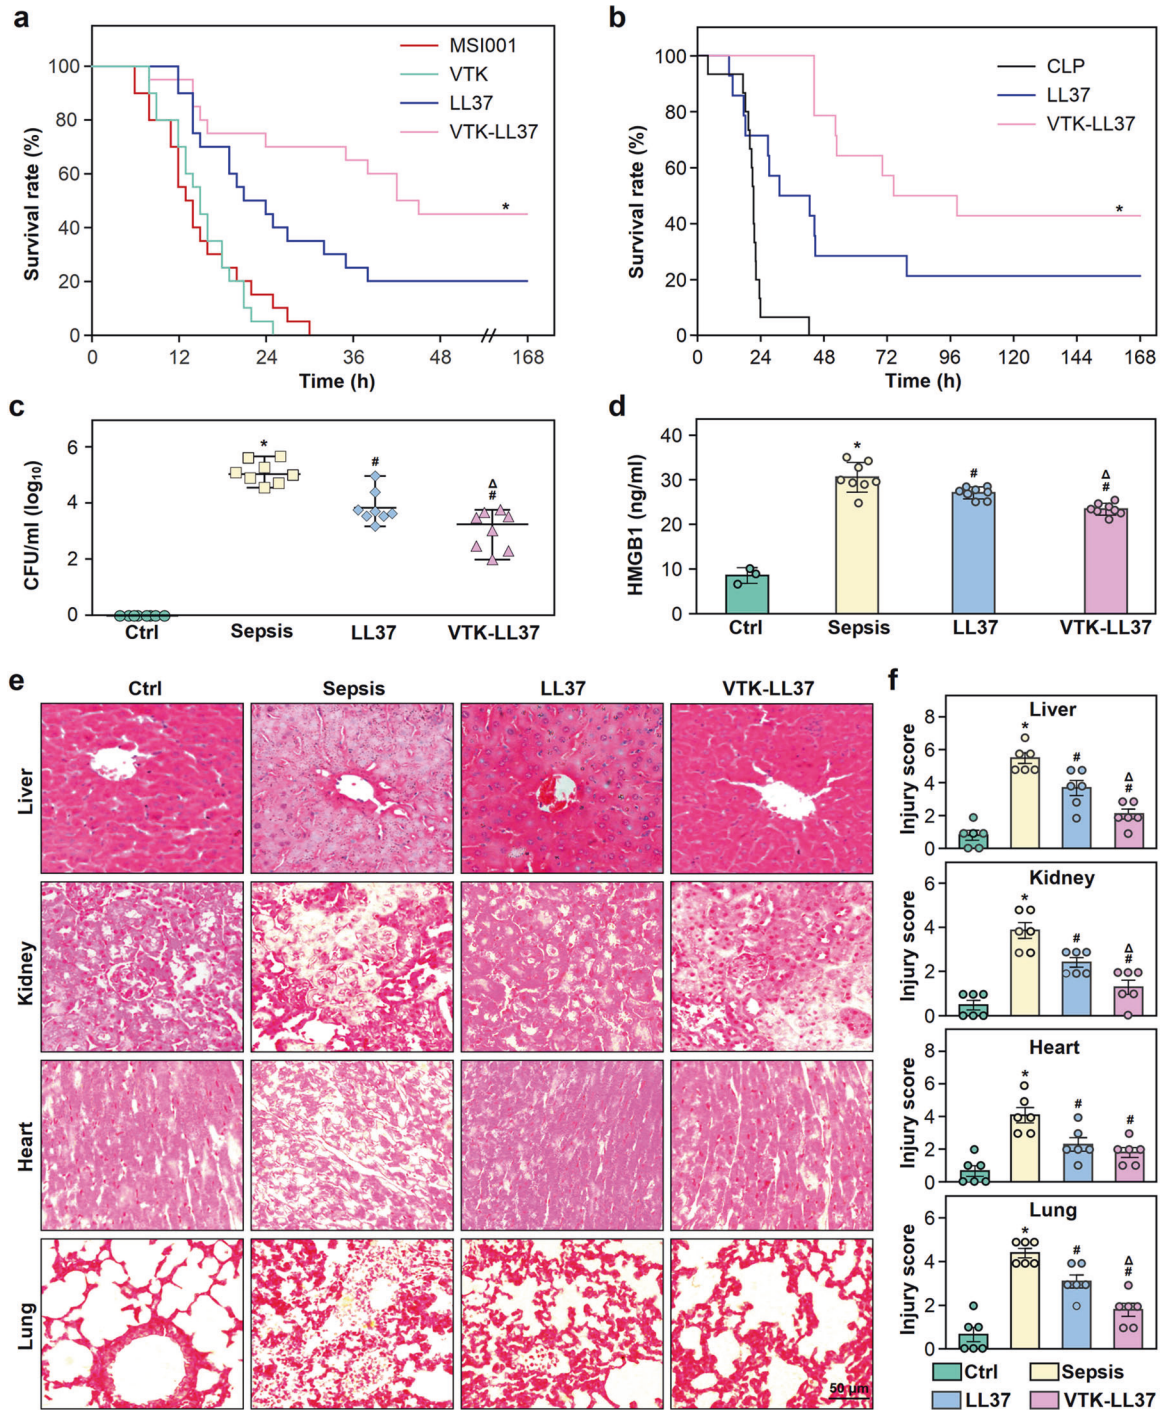 a
MSI001
VTK
LL37
VTK-LL37
*
100
80
60
40
20
0
Survival rate (%)
0 12 24 36 48 168
Time (h)
b
CLP
LL37
VTK-LL37
*
100
80
60
40
20
0
Survival rate (%)
0 24 48 72 96 120 144 168
Time (h)
c
6
4
2
0
CFU/ml (log10)
*
#
Δ
#
Ctrl Sepsis LL37 VTK-LL37
d
40
30
20
10
0
HMGB1 (ng/ml)
*
#
Δ
#
Ctrl Sepsis LL37 VTK-LL37
e
Ctrl Sepsis LL37 VTK-LL37
Liver
Kidney
Heart
Lung
50 μm
f
Liver
8
6
4
2
0
Injury score
*
#
Δ
#
Kidney
6
4
2
0
Injury score
*
#
Δ
#
Heart
8
6
4
2
0
Injury score
*
#
#
Lung
6
4
2
0
Injury score
*
#
Δ
#
Ctrl Sepsis
LL37 VTK-LL37